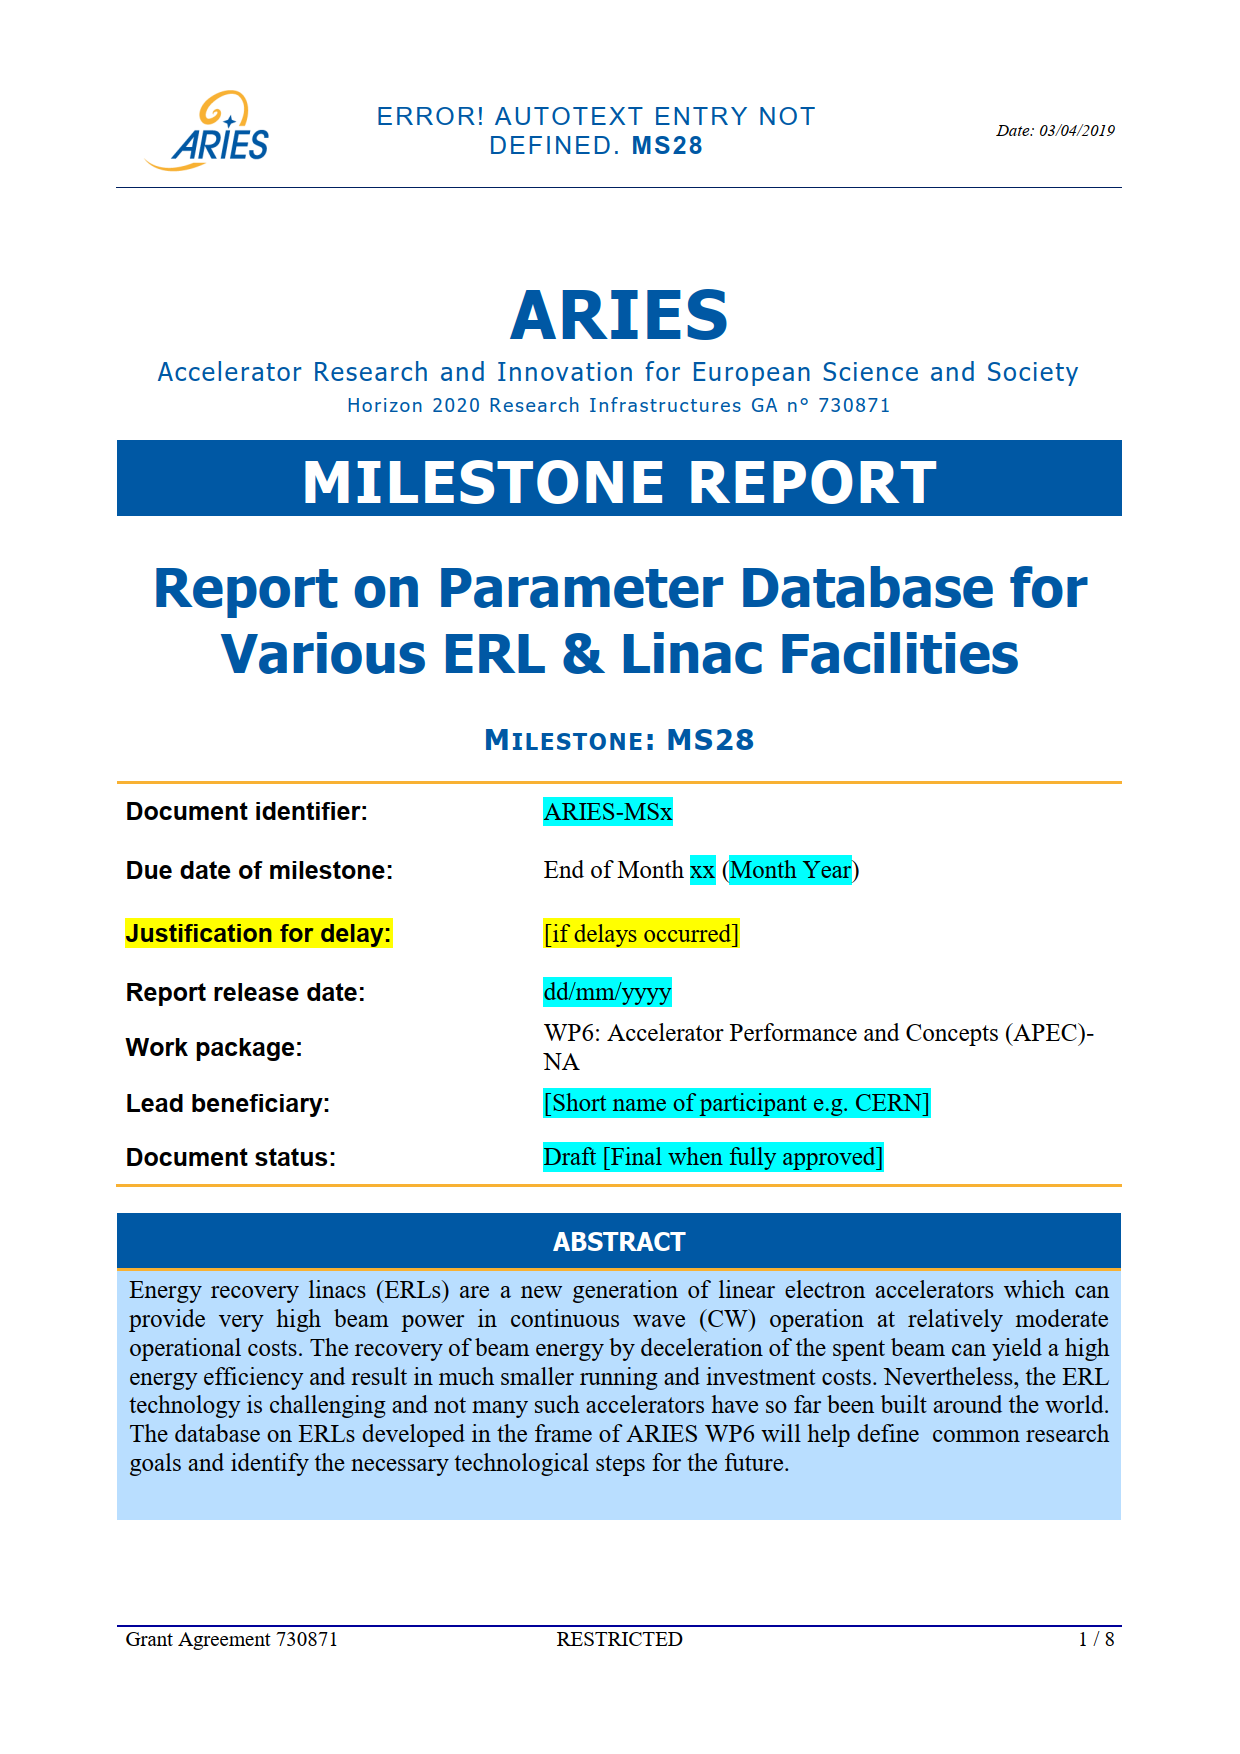 ARIES
ERROR! AUTOTEXT ENTRY NOT
DEFINED. MS28
Date: 03/04/2019
ARIES
Accelerator Research and Innovation for European Science and Society
Horizon 2020 Research Infrastructures GA n° 730871
MILESTONE REPORT
Report on Parameter Database for
Various ERL & Linac Facilities
MILESTONE: MS28
Document identifier: ARIES-MSx
Due date of milestone: End of Month xx (Month Year)
Justification for delay: [if delays occurred]
Report release date: dd/mm/yyyy
Work package: WP6: Accelerator Performance and Concepts (APEC)-
NA
Lead beneficiary: [Short name of participant e.g. CERN]
Document status: Draft [Final when fully approved]
ABSTRACT
Energy recovery linacs (ERLs) are a new generation of linear electron accelerators which can
provide very high beam power in continuous wave (CW) operation at relatively moderate
operational costs. The recovery of beam energy by deceleration of the spent beam can yield a high
energy efficiency and result in much smaller running and investment costs. Nevertheless, the ERL
technology is challenging and not many such accelerators have so far been built around the world.
The database on ERLs developed in the frame of ARIES WP6 will help define  common research
goals and identify the necessary technological steps for the future.
Grant Agreement 730871 RESTRICTED 1 / 8